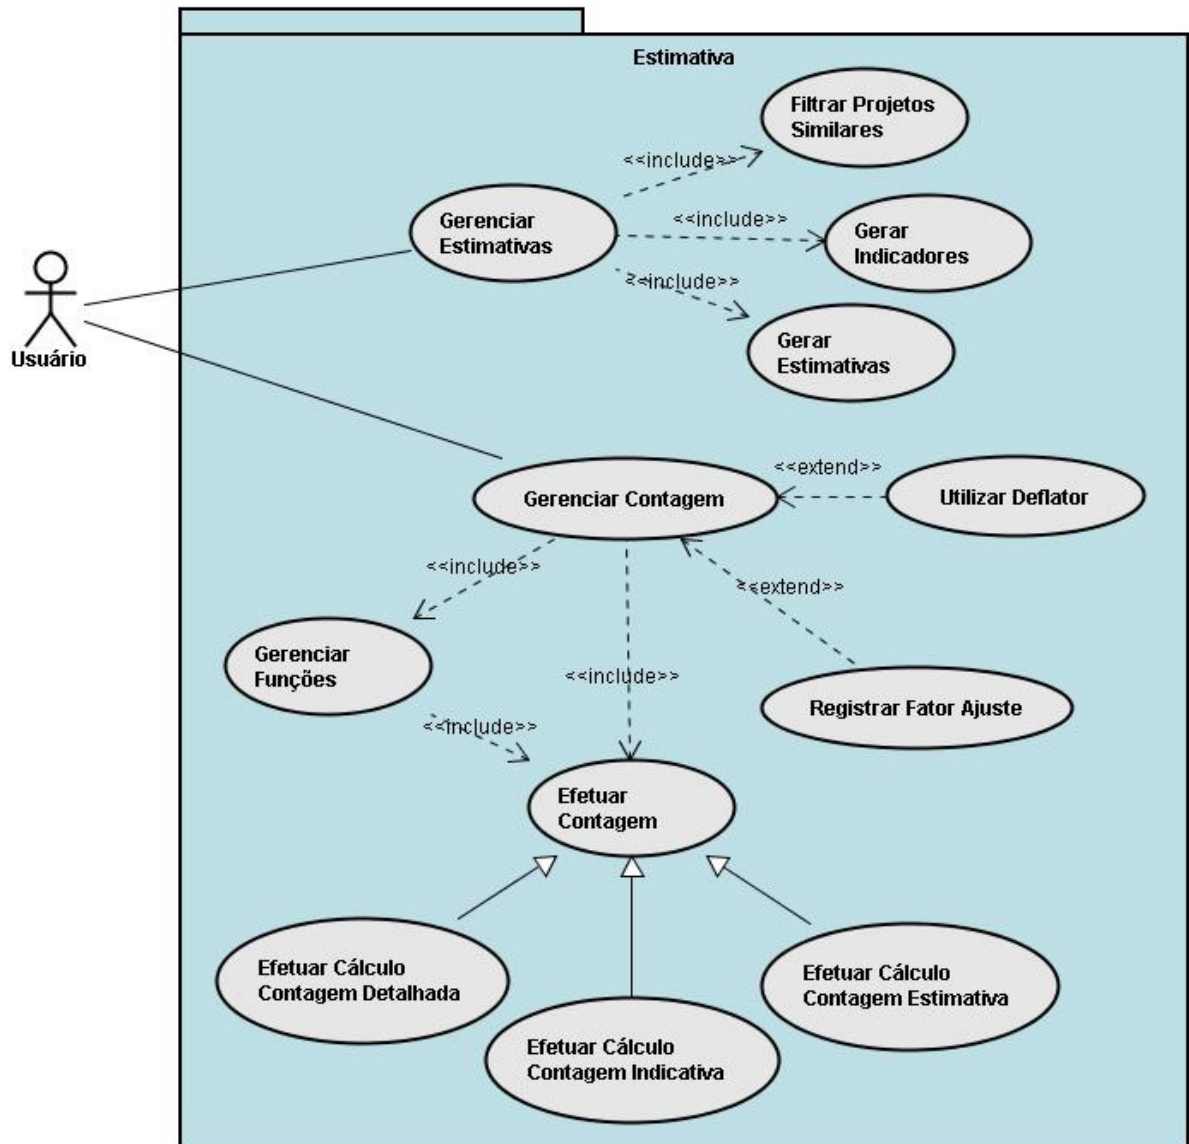 Estimativa
Filtrar Projetos
Similares
<<include>>
Gerenciar
Estimativas
<<include>>
Gerar
Indicadores
<<include>>
Gerar
Estimativas
Usuário
Gerenciar Contagem
<<extend>>
Utilizar Deflator
<<include>>
<<extend>>
Gerenciar
Funções
<<include>>
Registrar Fator Ajuste
<<include>>
Efetuar
Contagem
Efetuar Cálculo
Contagem Detalhada
Efetuar Cálculo
Contagem Indicativa
Efetuar Cálculo
Contagem Estimativa